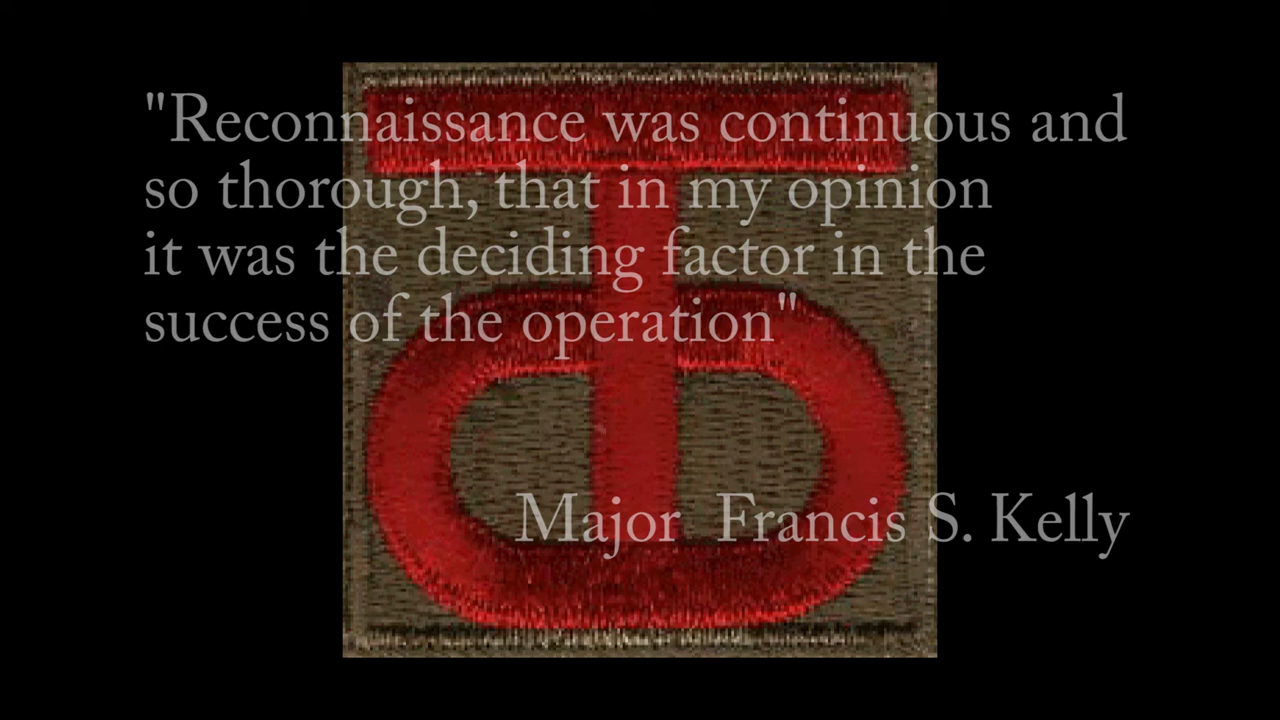 "Reconnaissance was continuous and
so thorough, that in my opinion
it was the deciding factor in the
success of the operation"
Major Francis S. Kelly